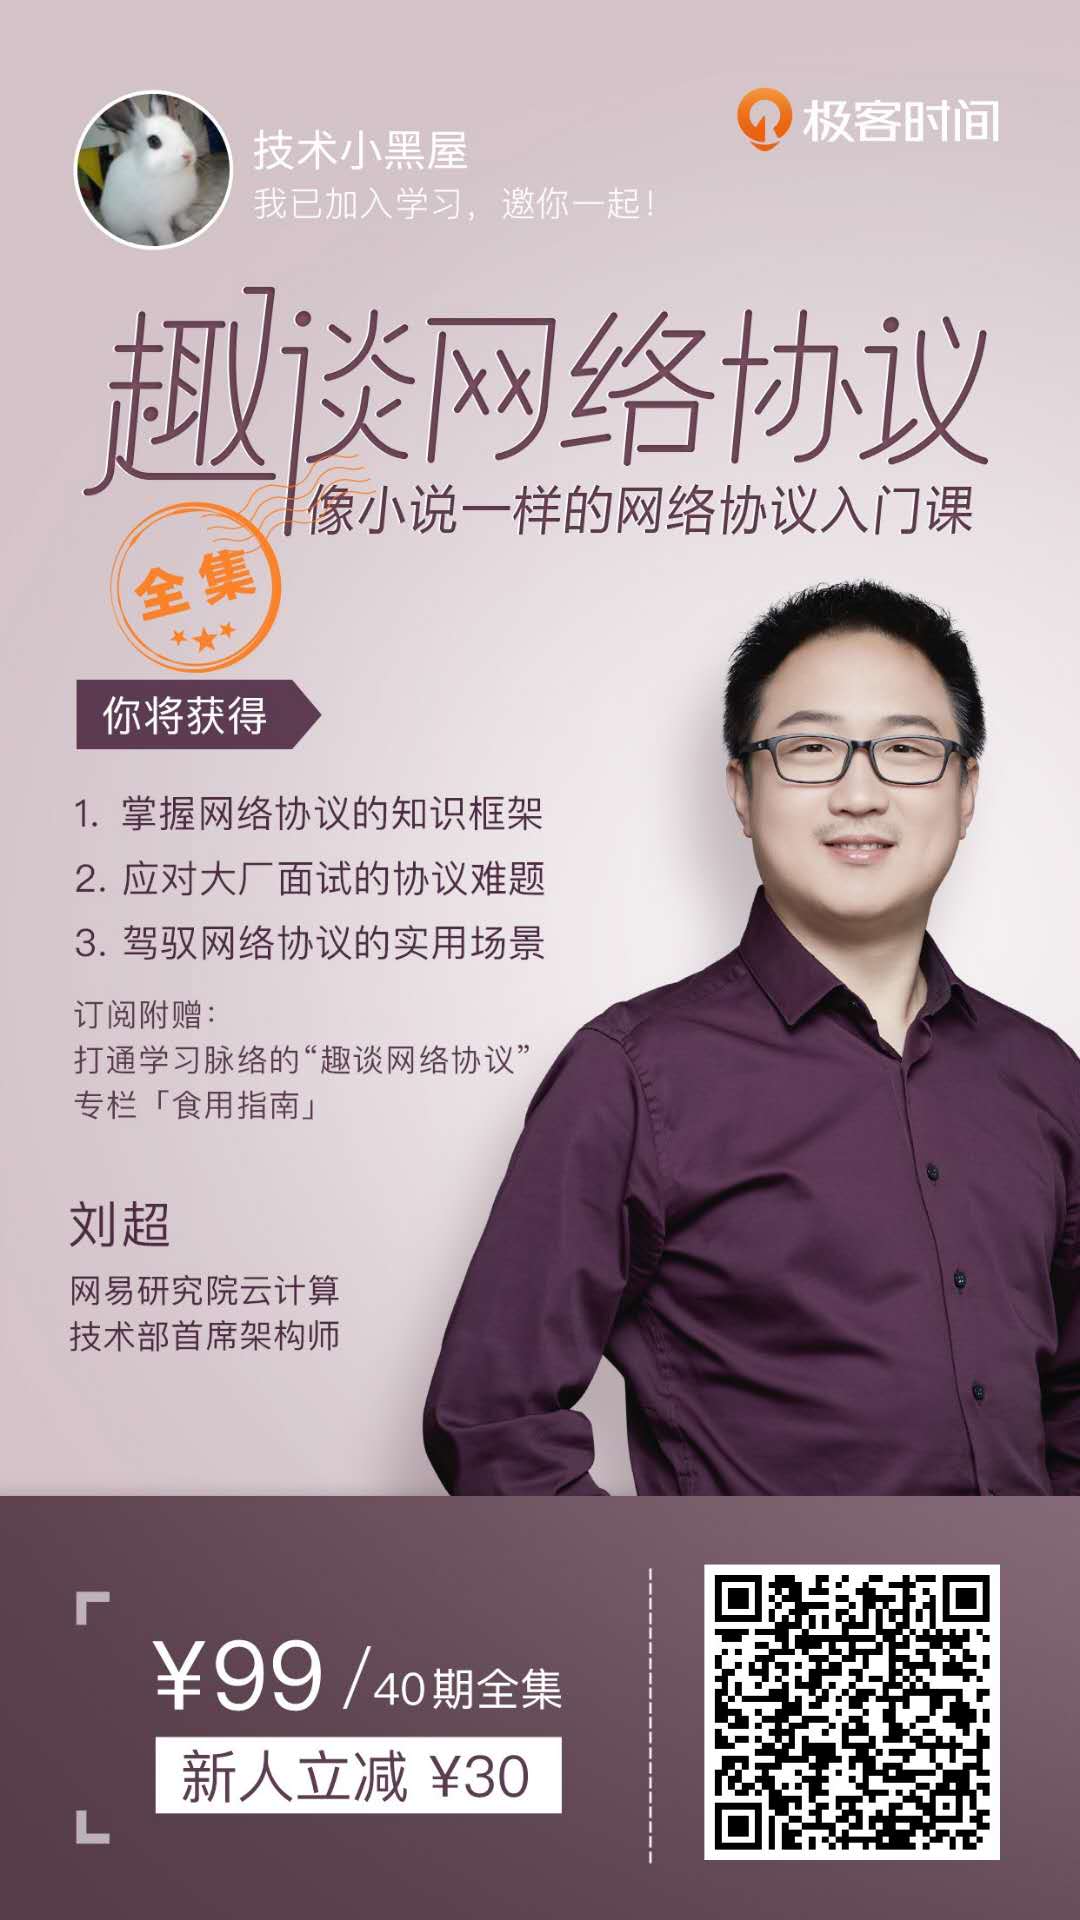 技术小黑屋
我已加入学习，邀你一起！
极客时间
趣谈网络协议
像小说一样的网络协议入门课
全集
你将获得
1. 掌握网络协议的知识框架
2. 应对大厂面试的协议难题
3. 驾驭网络协议的实用场景
订阅附赠：
打通学习脉络的“趣谈网络协议”
专栏「食用指南」
刘超
网易研究院云计算
技术部首席架构师
¥99/40期全集
新人立减 ¥30